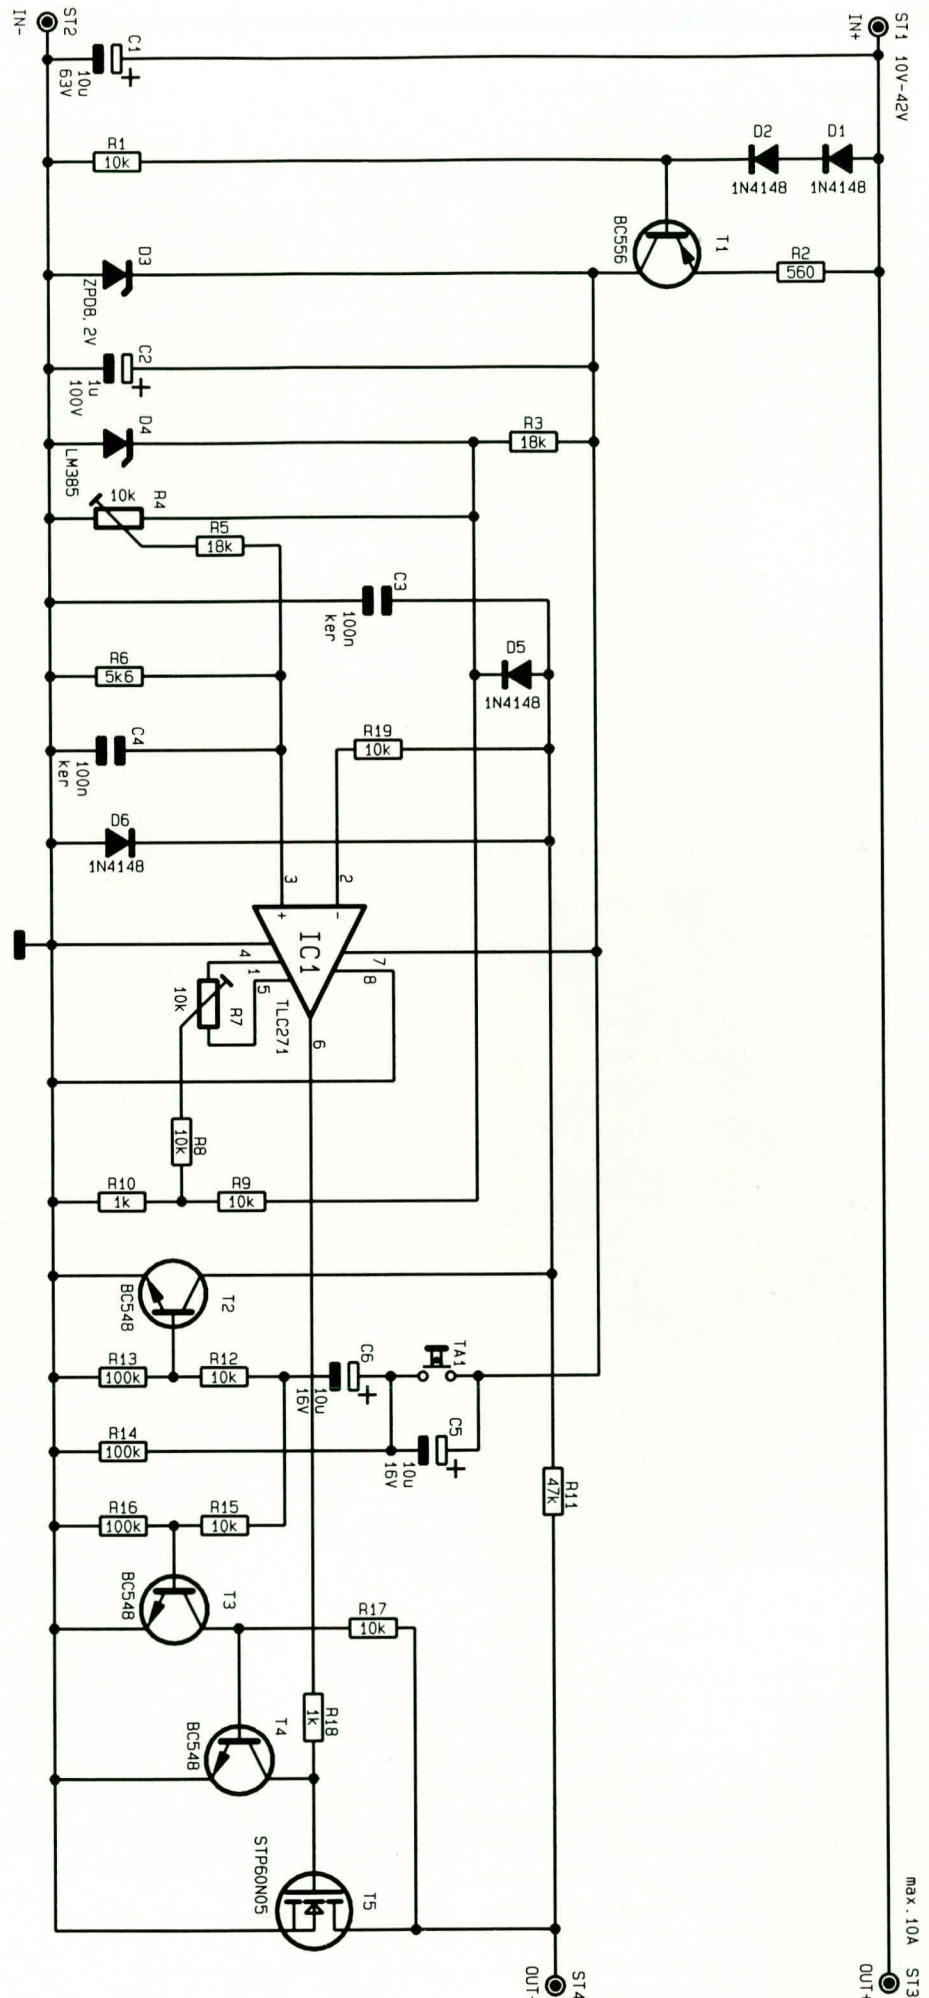 ST1
10V-42V
IN+
ST2
IN-
C1
10u
63V
R1
10k
D2
1N4148
D1
1N4148
T1
BC556
R2
560
D3
ZPD8,2V
C2
1u
100V
D4
LM385
R3
18k
R4
10k
R5
18k
C3
100n
ker
R6
5k6
D5
1N4148
C4
100n
ker
R19
10k
D6
1N4148
3
2
+
-
IC1
TLC271
4
1
5
7
8
6
R7
10k
R8
10k
R10
1k
R9
10k
T2
BC548
R13
100k
R12
10k
C6
10u
16V
TA1
C5
10u
16V
R14
100k
R11
47k
R16
100k
R15
10k
T3
BC548
R17
10k
R18
1k
T4
BC548
T5
STP60N05
max.10A
ST3
OUT+
ST4
OUT-